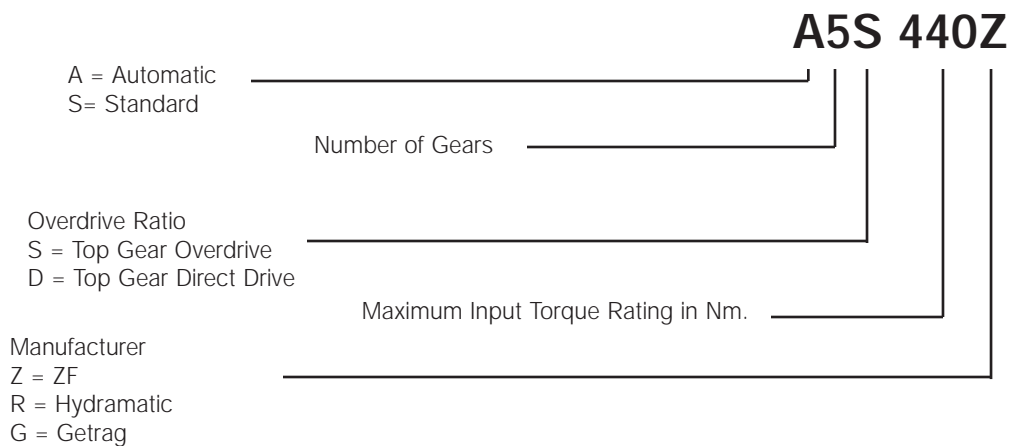 A5S 440Z
A = Automatic
S= Standard
Number of Gears
Overdrive Ratio
S = Top Gear Overdrive
D = Top Gear Direct Drive
Maximum Input Torque Rating in Nm.
Manufacturer
Z = ZF
R = Hydramatic
G = Getrag